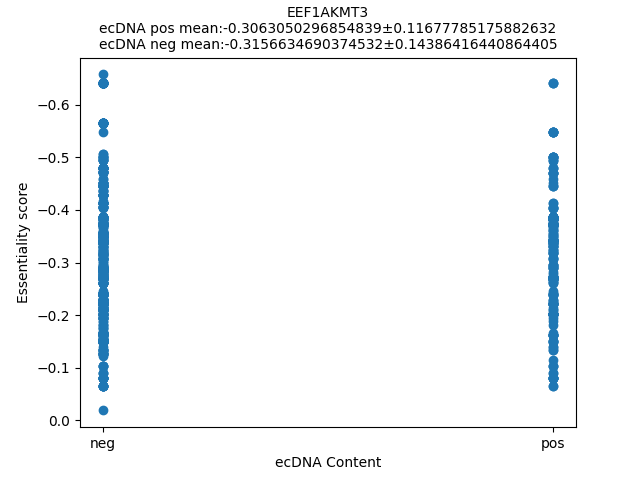 EEF1AKMT3
ecDNA pos mean:-0.3063050296854839±0.11677785175882632
ecDNA neg mean:-0.3156634690374532±0.14386416440864405
−0.6
−0.5
−0.4
−0.3
−0.2
−0.1
0.0
Essentiality score
neg
pos
ecDNA Content